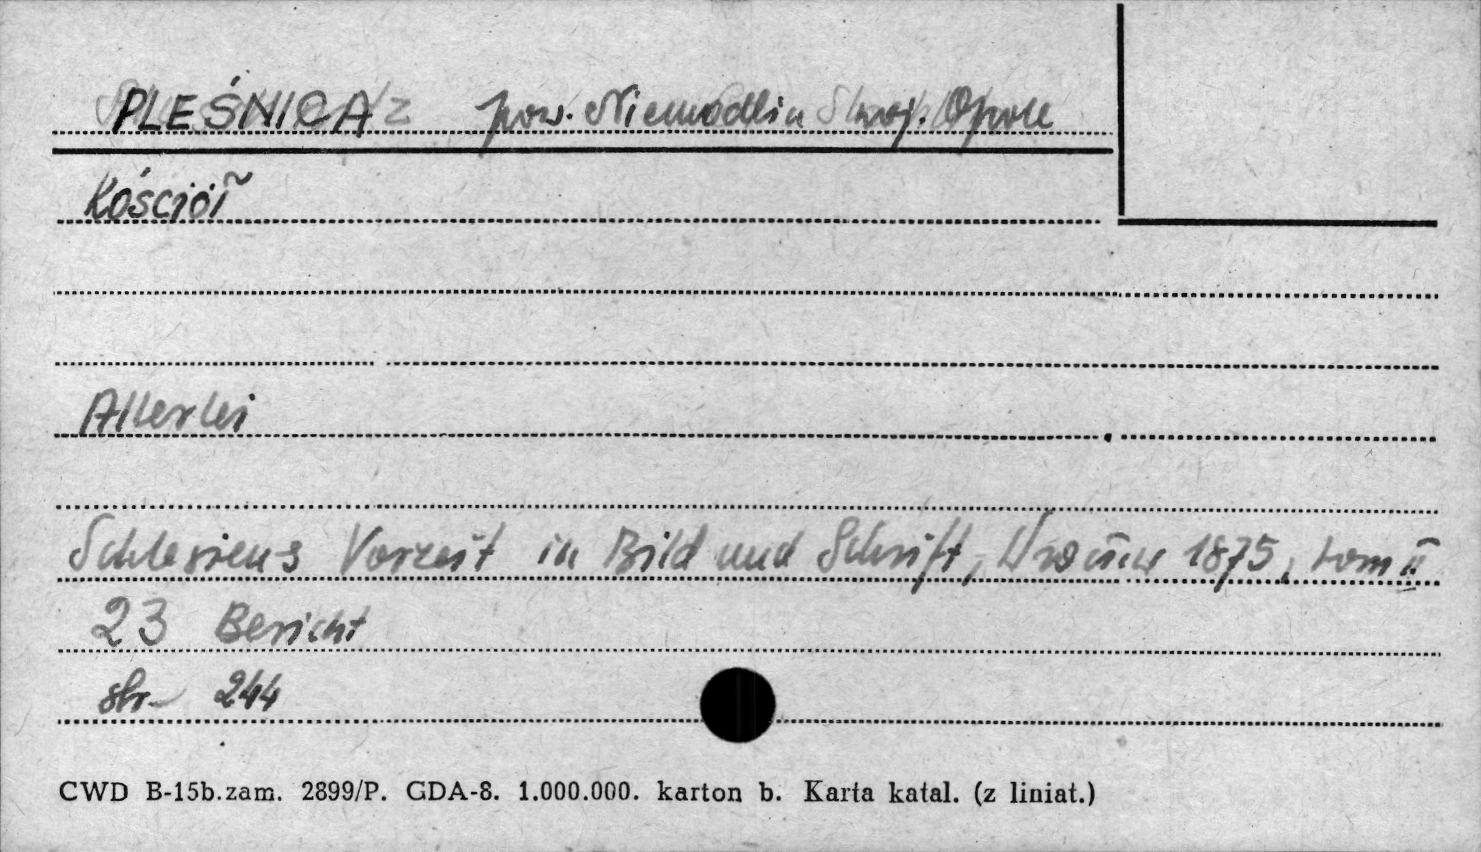 PLEŚNICA pow. Niemodlin woj. Opole
Kościół
Allerlei
Schlesiens Vorzeit in Bild und Schrift, 1875, tom II
23 Bericht
str. 244
CWD B-15b.zam. 2899/P. GDA-8. 1.000.000. karton b. Karta katal. (z liniat.)